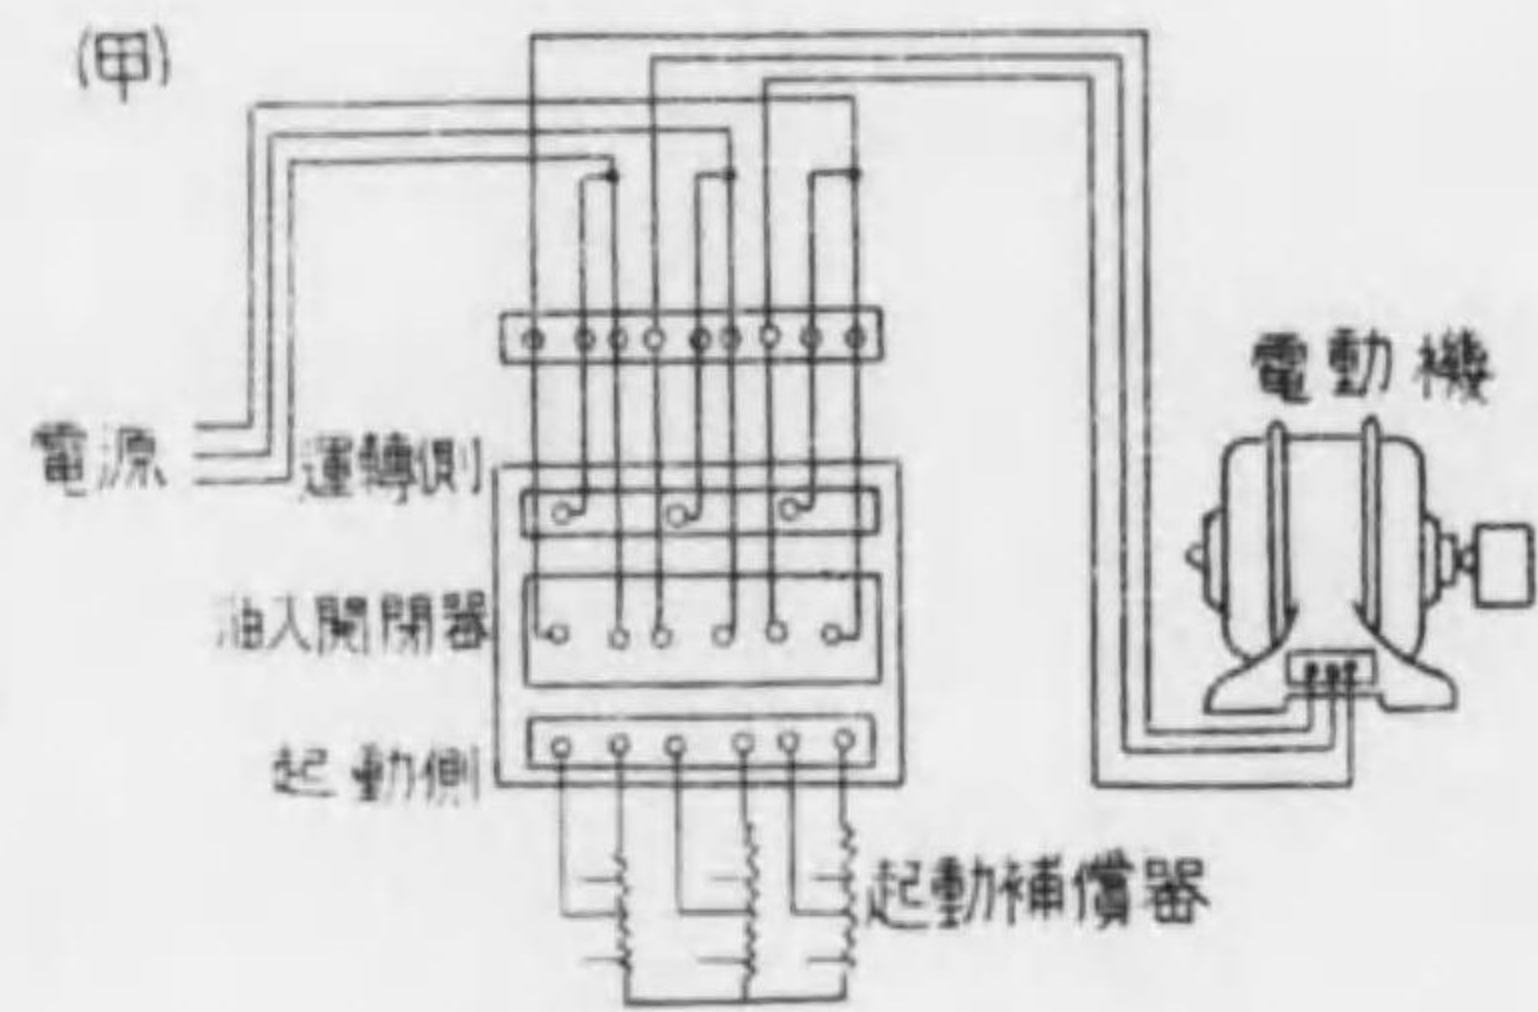 (甲)
電動機
電源
運轉側
油入開閉器
起動側
起動補償器